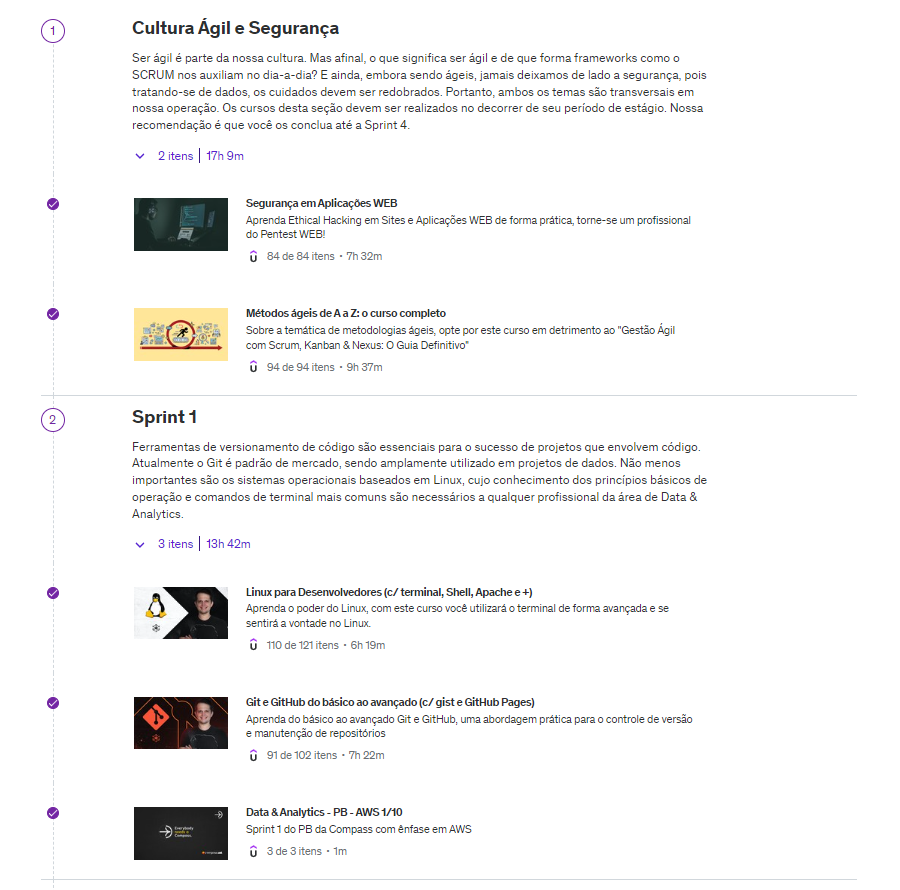 1
Cultura Ágil e Segurança
Ser ágil é parte da nossa cultura. Mas afinal, o que significa ser ágil e de que forma frameworks como o
SCRUM nos auxiliam no dia-a-dia? E ainda, embora sendo ágeis, jamais deixamos de lado a segurança, pois
tratando-se de dados, os cuidados devem ser redobrados. Portanto, ambos os temas são transversais em
nossa operação. Os cursos desta seção devem ser realizados no decorrer de seu período de estágio. Nossa
recomendação é que você os conclua até a Sprint 4.
2 itens | 17h 9m
Segurança em Aplicações WEB
Aprenda Ethical Hacking em Sites e Aplicações WEB de forma prática, torne-se um profissional
do Pentest WEB!
84 de 84 itens • 7h 32m
Métodos ágeis de A a Z: o curso completo
Sobre a temática de metodologias ágeis, opte por este curso em detrimento ao "Gestão Ágil
com Scrum, Kanban & Nexus: O Guia Definitivo"
94 de 94 itens • 9h 37m
2
Sprint 1
Ferramentas de versionamento de código são essenciais para o sucesso de projetos que envolvem código.
Atualmente o Git é padrão de mercado, sendo amplamente utilizado em projetos de dados. Não menos
importantes são os sistemas operacionais baseados em Linux, cujo conhecimento dos princípios básicos de
operação e comandos de terminal mais comuns são necessários a qualquer profissional da área de Data &
Analytics.
3 itens | 13h 42m
Linux para Desenvolvedores (c/ terminal, Shell, Apache e +)
Aprenda o poder do Linux, com este curso você utilizará o terminal de forma avançada e se
sentirá a vontade no Linux.
110 de 121 itens • 6h 19m
Git e GitHub do básico ao avançado (c/ gist e GitHub Pages)
Aprenda do básico ao avançado Git e GitHub, uma abordagem prática para o controle de versão
e manutenção de repositórios
91 de 102 itens • 7h 22m
Data & Analytics - PB - AWS 1/10
Sprint 1 do PB da Compass com ênfase em AWS
Everybody
needs a
Compass.
3 de 3 itens • 1m